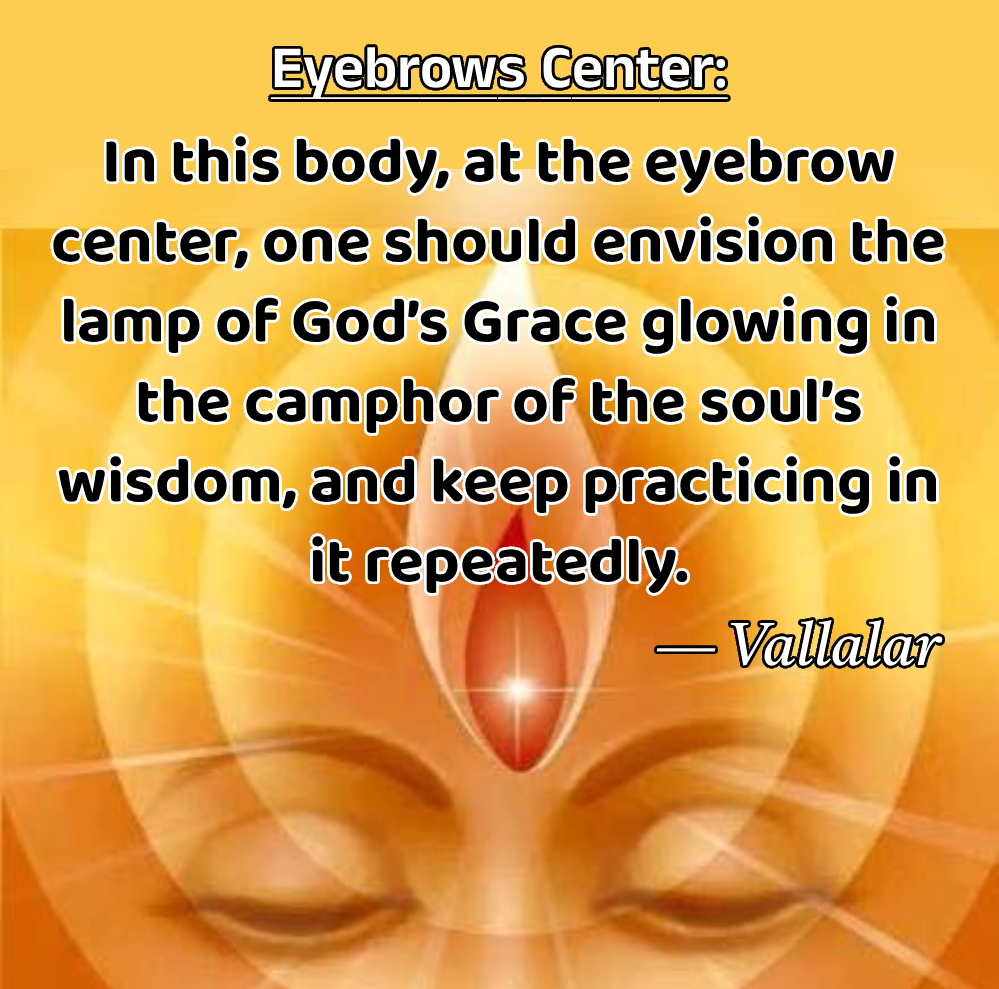 Eyebrows Center:
In this body, at the eyebrow
center, one should envision the
lamp of God’s Grace glowing in
the camphor of the soul’s
wisdom, and keep practicing in
it repeatedly.
— Vallalar